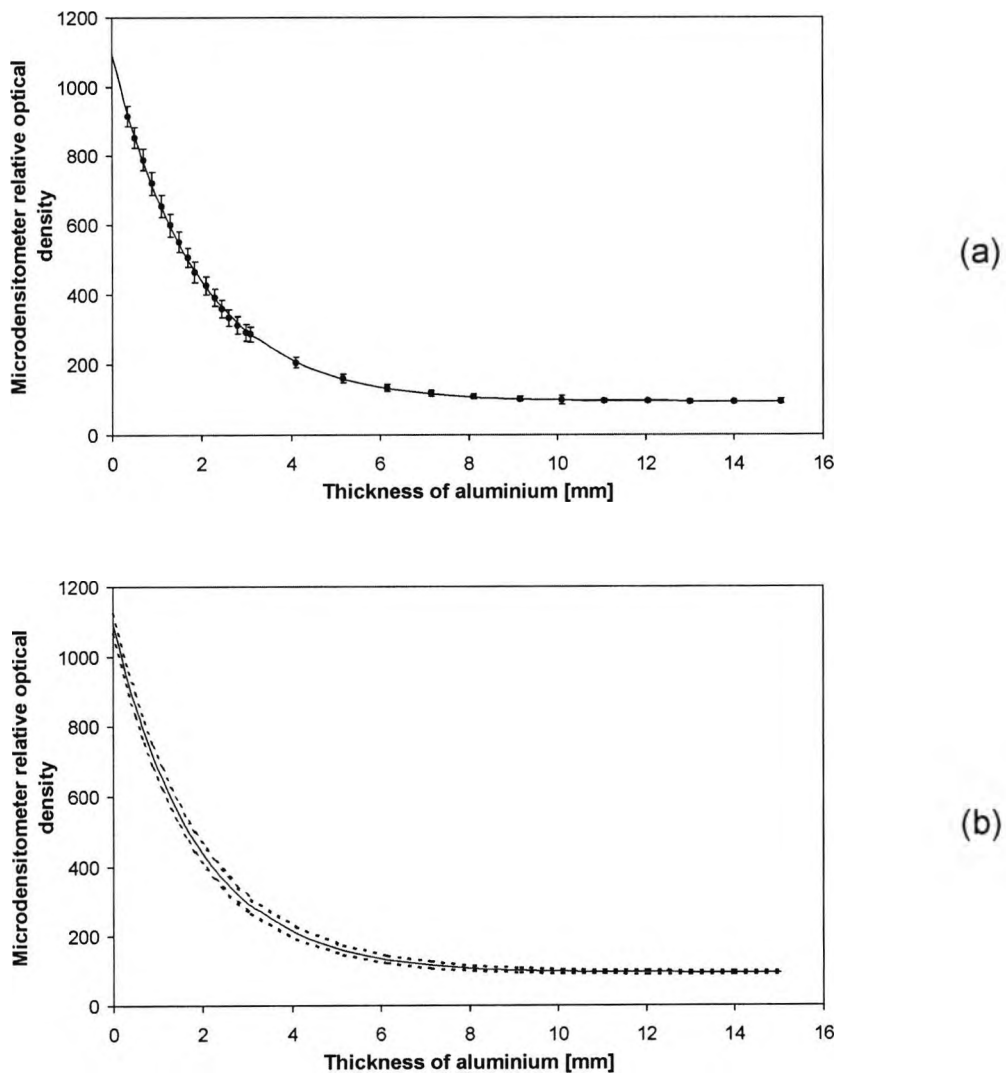 1200
1000
800
600
400
200
0
Microdensitometer relative optical
density
0 2 4 6 8 10 12 14 16
Thickness of aluminium [mm]
(a)
1200
1000
800
600
400
200
0
Microdensitometer relative optical
density
0 2 4 6 8 10 12 14 16
Thickness of aluminium [mm]
(b)